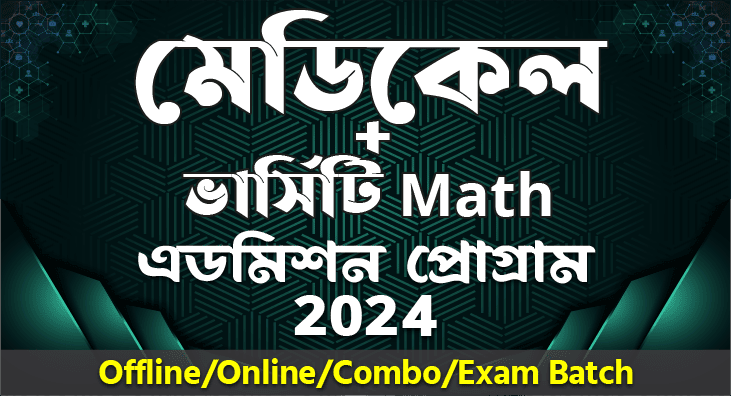 মেডিকেল
+
ভার্সিটি Math
এডমিশন প্রোগ্রাম
2024
Offline/Online/Combo/Exam Batch